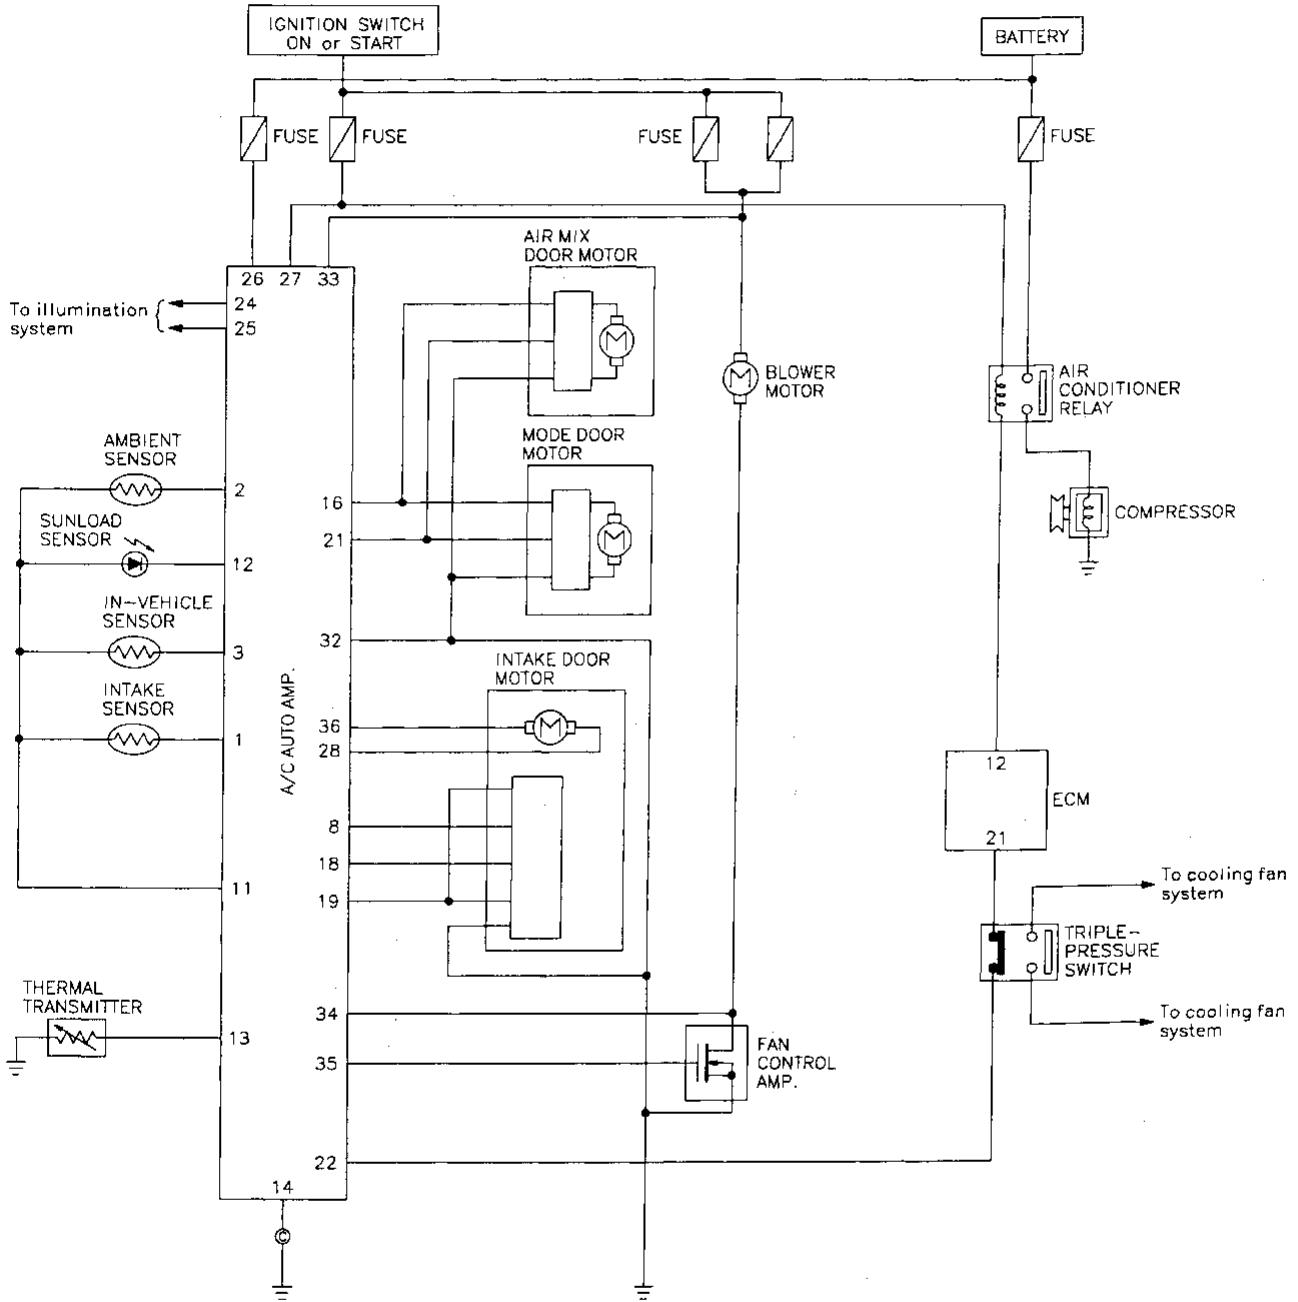 IGNITION SWITCH
ON or START
BATTERY
FUSE
FUSE
FUSE
FUSE
AIR MIX
DOOR MOTOR
26 27 33
24
25
To illumination
system
M
M
BLOWER
MOTOR
AIR
CONDITIONER
RELAY
MODE DOOR
MOTOR
AMBIENT
SENSOR
2
16
COMPRESSOR
SUNLOAD
SENSOR
12
21
M
IN-VEHICLE
SENSOR
3
32
INTAKE DOOR
MOTOR
INTAKE
SENSOR
1
A/C AUTO AMP.
36
28
M
12
ECM
21
8
18
19
11
To cooling fan
system
TRIPLE-
PRESSURE
SWITCH
To cooling fan
system
THERMAL
TRANSMITTER
13
34
35
FAN
CONTROL
AMP.
22
14
C